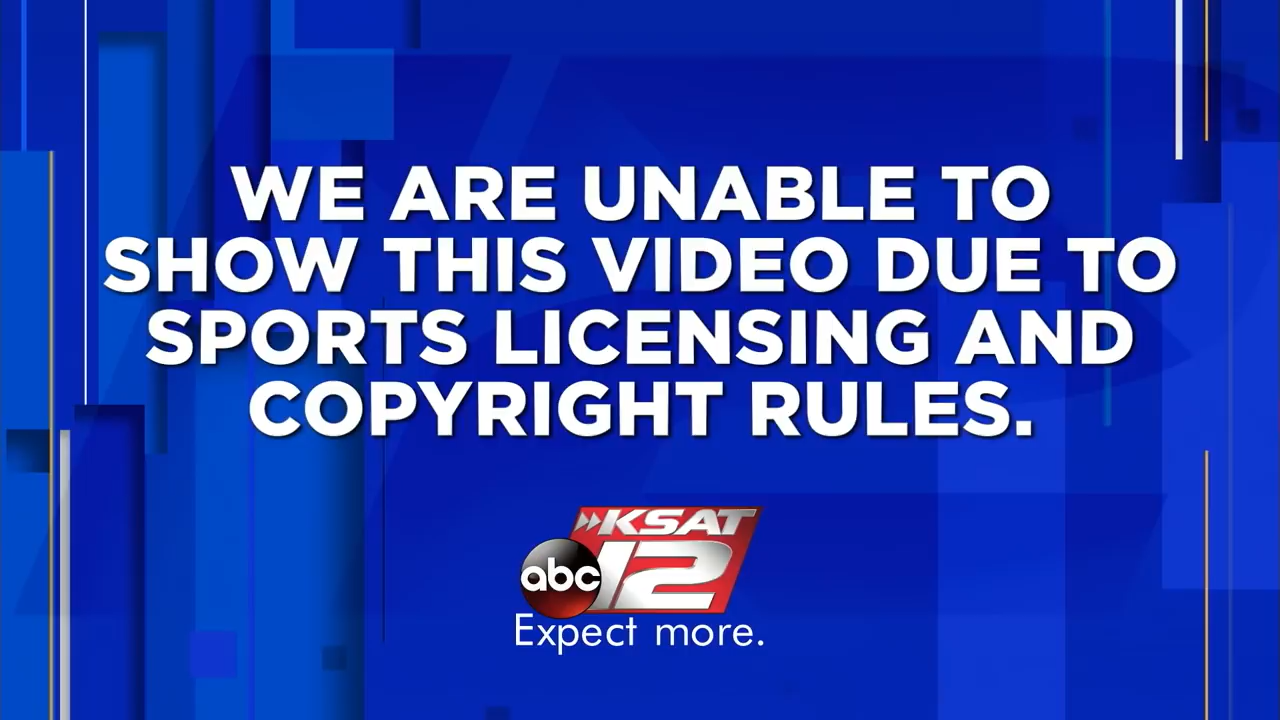 WE ARE UNABLE TO
SHOW THIS VIDEO DUE TO
SPORTS LICENSING AND
COPYRIGHT RULES.
KSAT
abc 12
Expect more.